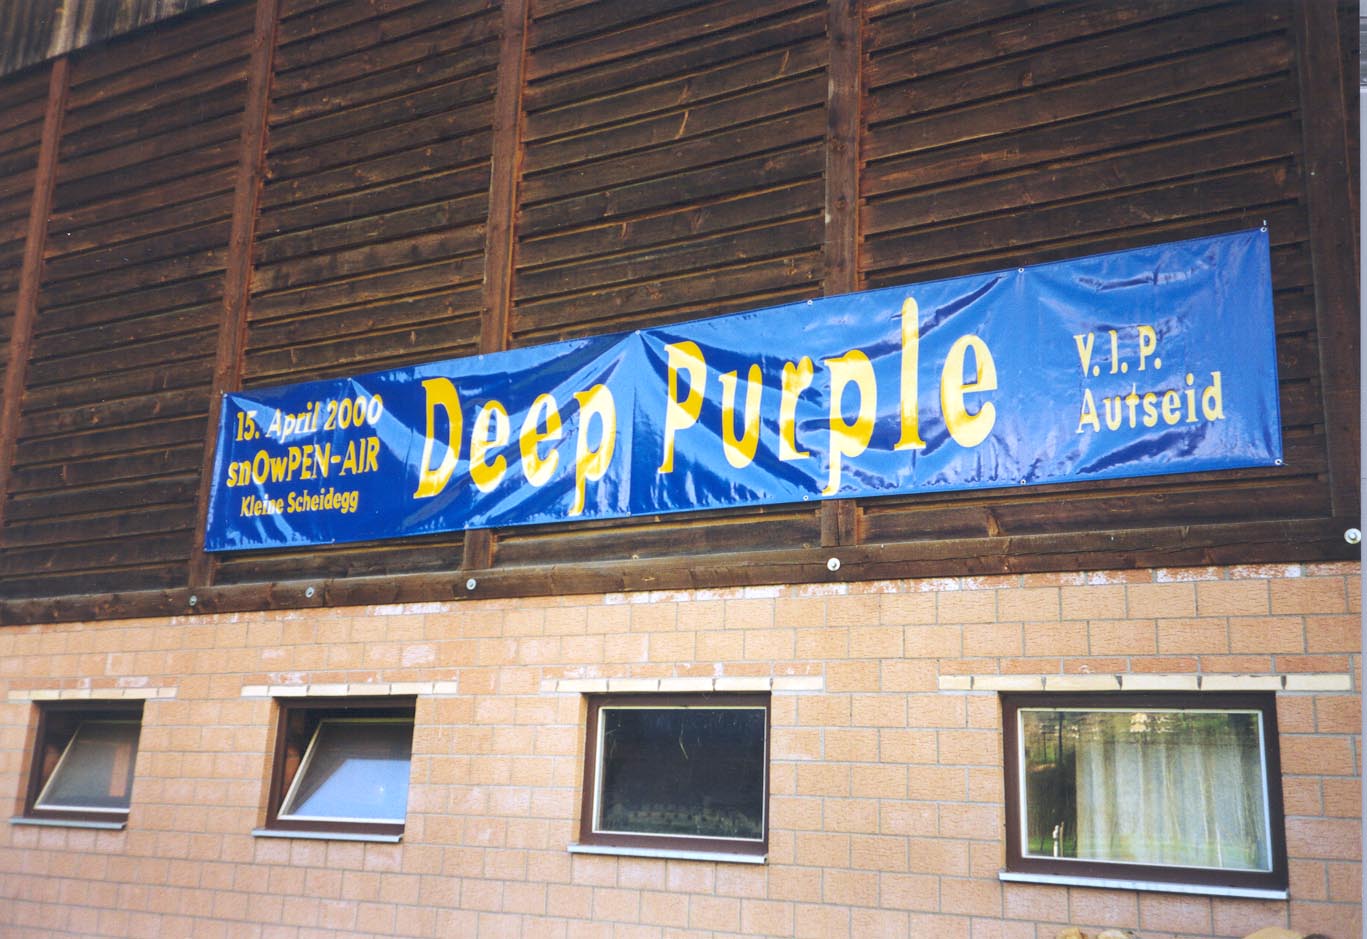 15. April 2000
snOwPEN-AIR
Kleine Scheidegg
Deep Purple
V.I.P.
Autseid